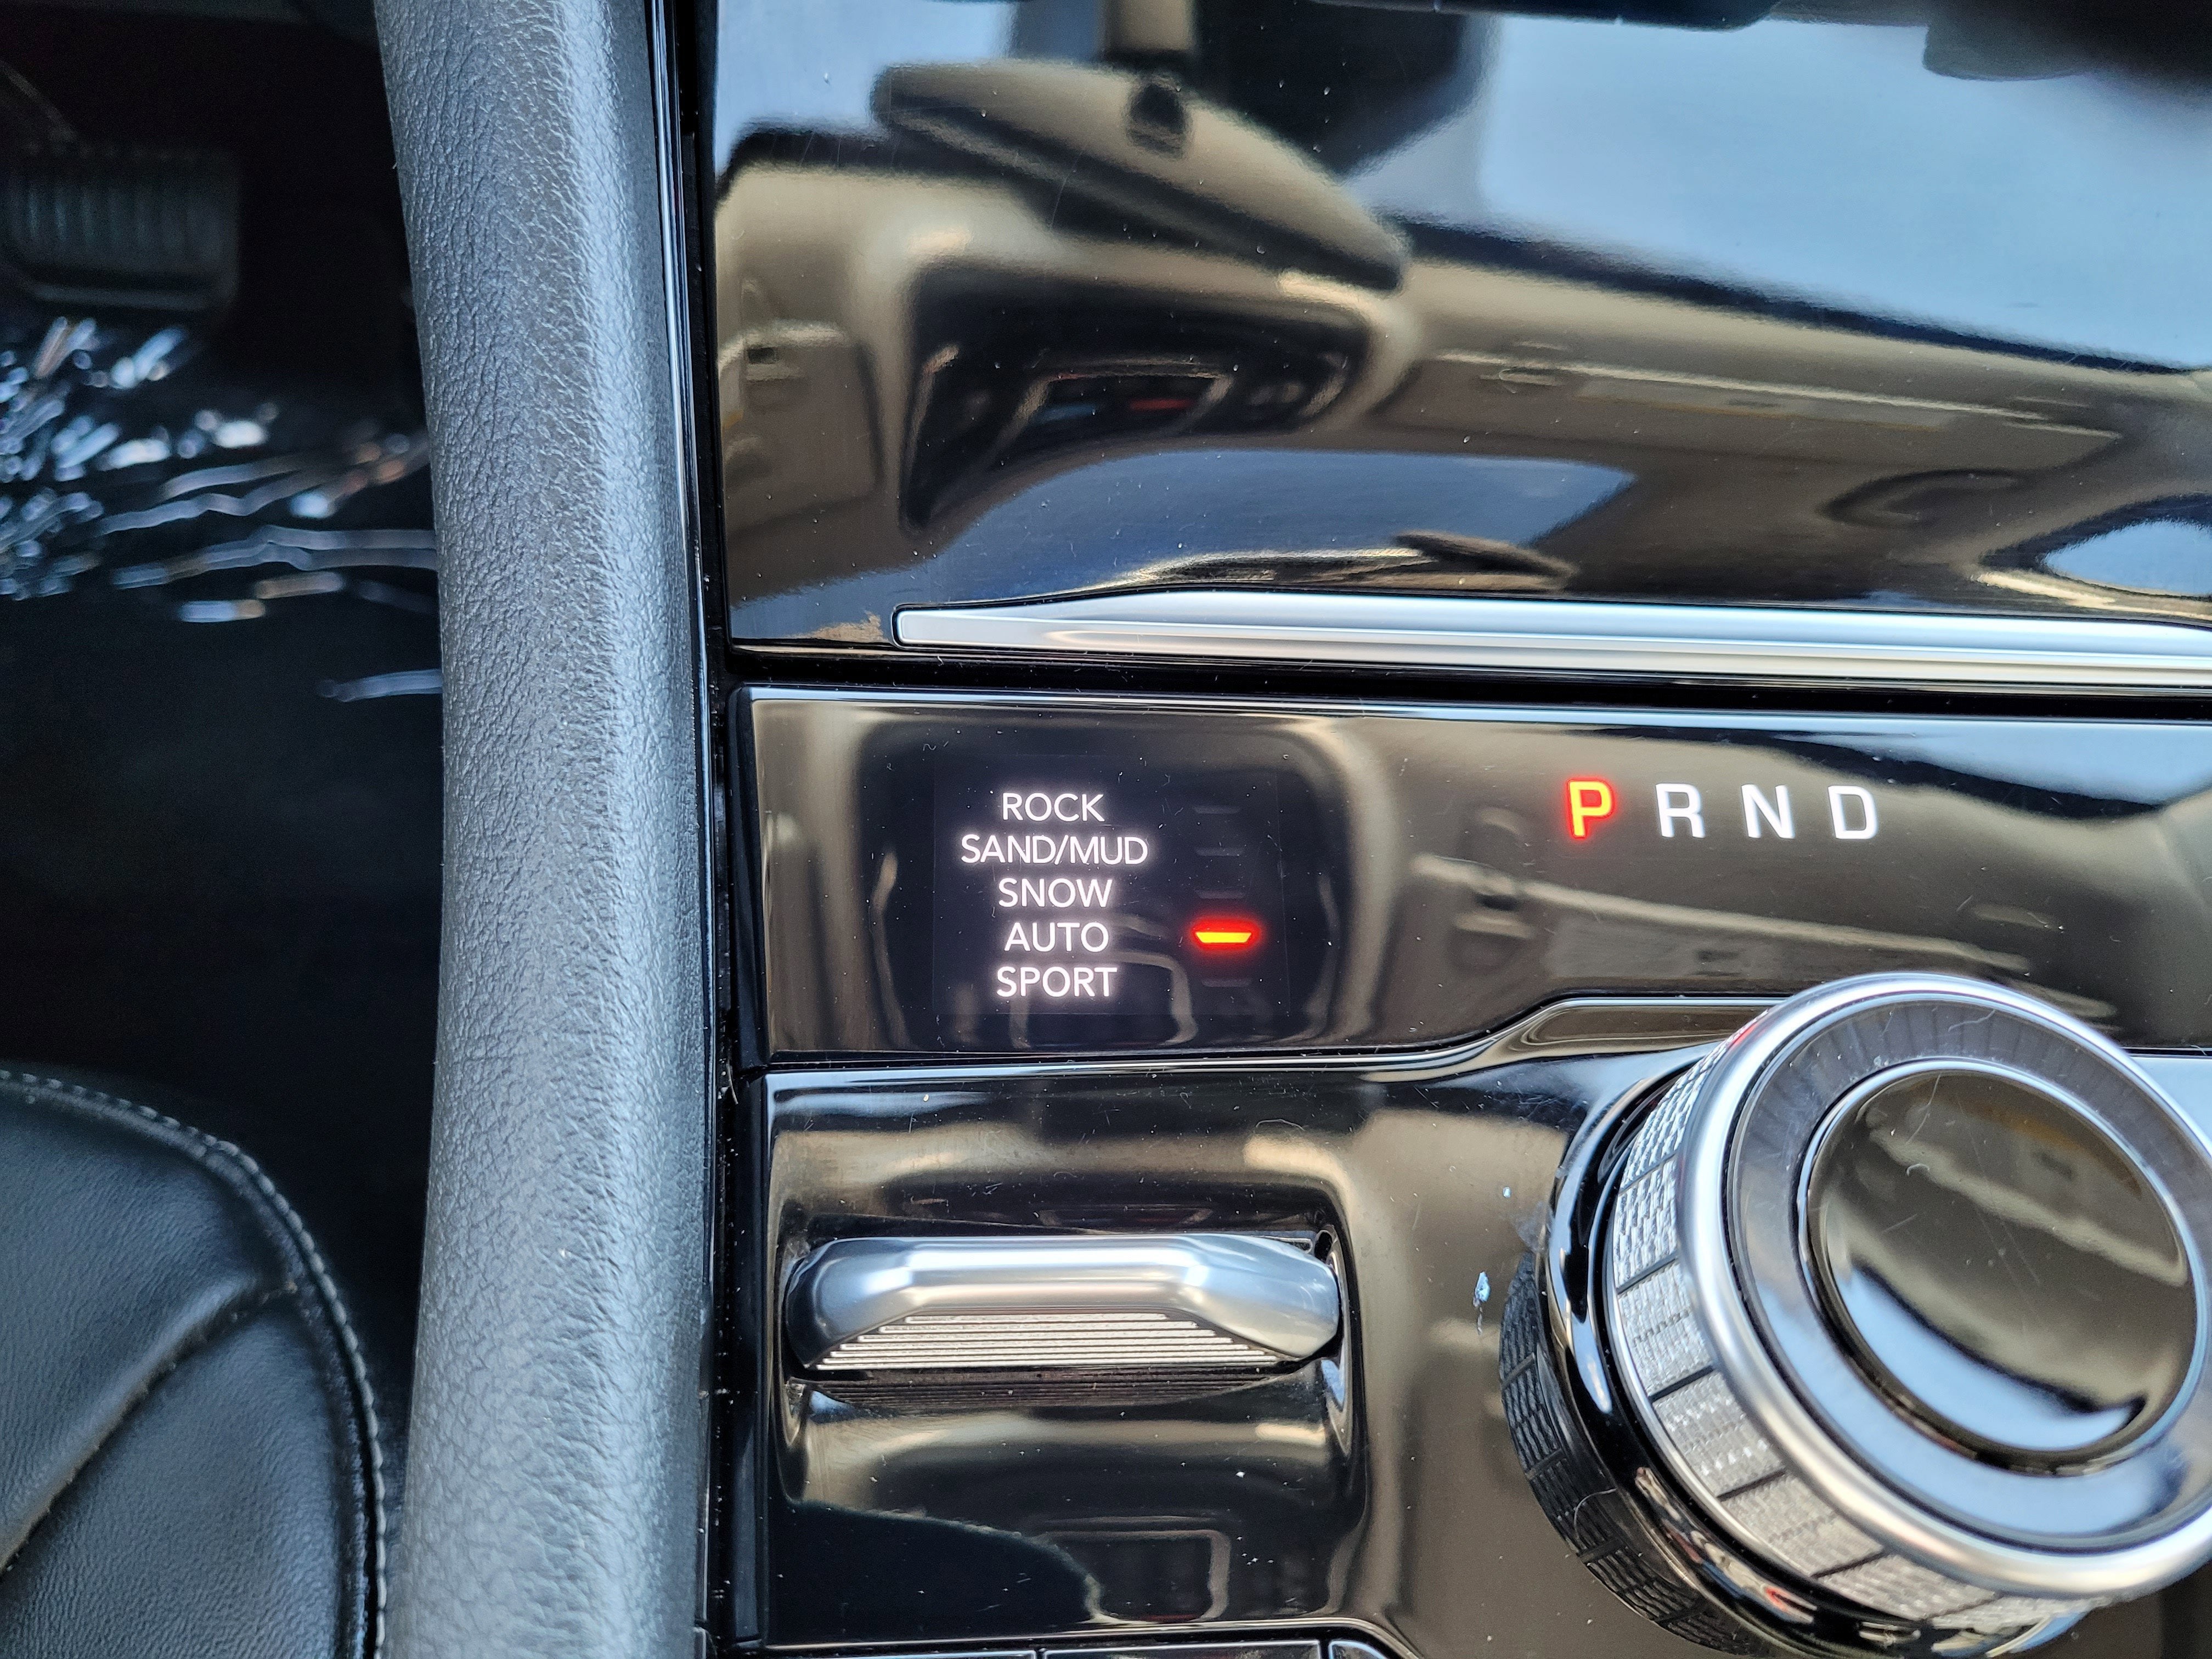 ROCK
SAND/MUD
SNOW
AUTO
SPORT
P R N D